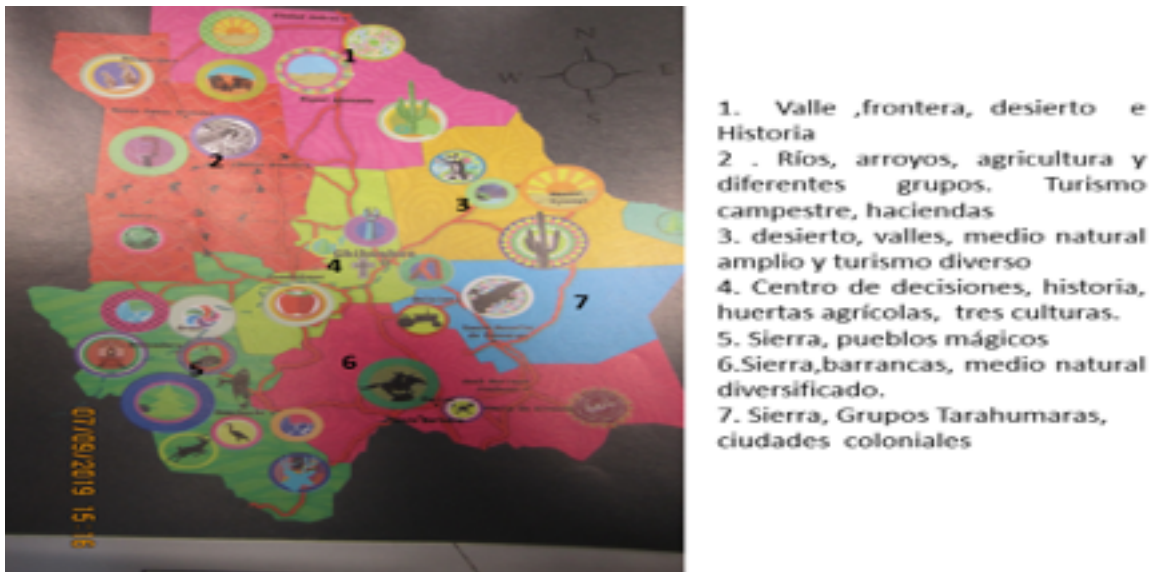 N
W E
S
1
2
3
4
5
6
7
Chihuahua
07/09/2019 15:16
1. Valle ,frontera, desierto e
Historia
2 . Ríos, arroyos, agricultura y
diferentes grupos. Turismo
campestre, haciendas
3. desierto, valles, medio natural
amplio y turismo diverso
4. Centro de decisiones, historia,
huertas agrícolas, tres culturas.
5. Sierra, pueblos mágicos
6.Sierra,barrancas, medio natural
diversificado.
7. Sierra, Grupos Tarahumaras,
ciudades coloniales